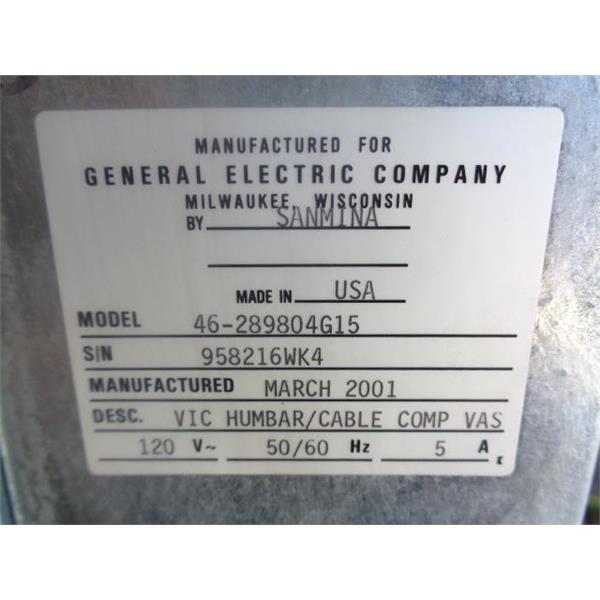 MANUFACTURED FOR
GENERAL ELECTRIC COMPANY
MILWAUKEE, WISCONSIN
BY SANMINA
MADE IN USA
MODEL 46-289804G15
S/N 958216WK4
MANUFACTURED MARCH 2001
DESC. VIC HUMBAR/CABLE COMP VAS
120 V~ 50/60 Hz 5 A